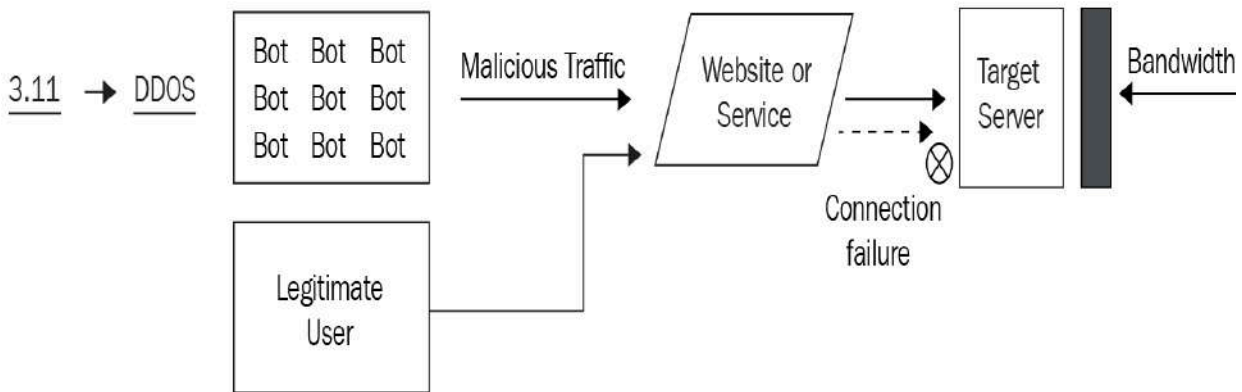 3.11 → DDOS
Bot Bot Bot
Bot Bot Bot
Bot Bot Bot
Malicious Traffic
Website or
Service
Target
Server
Bandwidth
Connection
failure
Legitimate
User